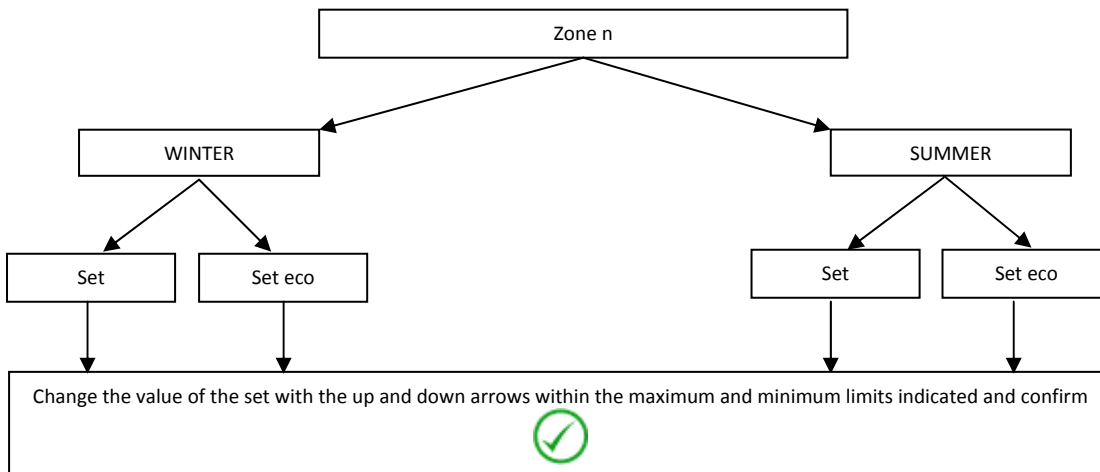 Zone n
WINTER
SUMMER
Set
Set eco
Set
Set eco
Change the value of the set with the up and down arrows within the maximum and minimum limits indicated and confirm